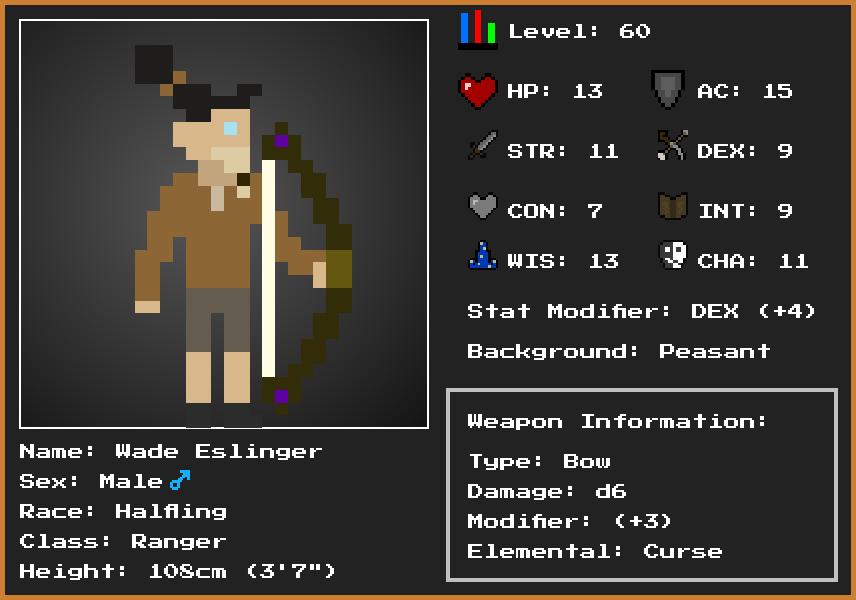 Level: 60
HP: 13
AC: 15
STR: 11
DEX: 9
CON: 7
INT: 9
WIS: 13
CHA: 11
Stat Modifier: DEX (+4)
Background: Peasant
Weapon Information:
Type: Bow
Damage: d6
Modifier: (+3)
Elemental: Curse
Name: Wade Eslinger
Sex: Male ♂
Race: Halfling
Class: Ranger
Height: 108cm (3'7")